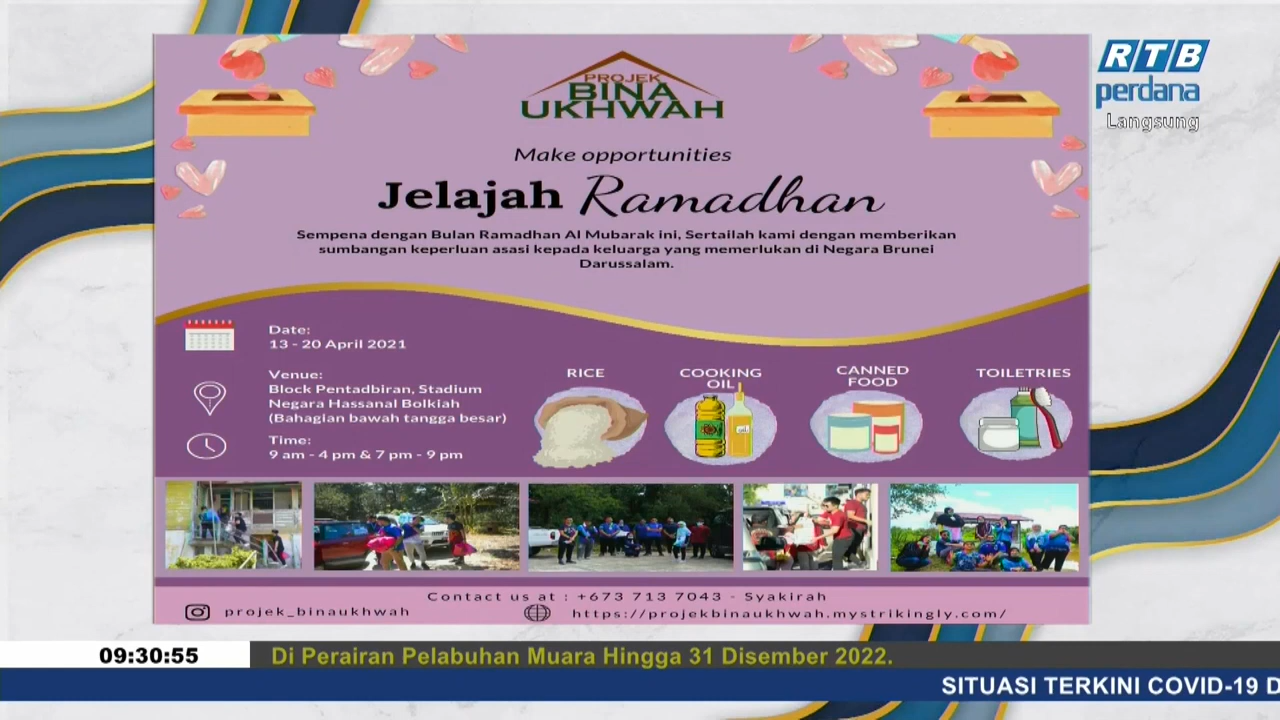 RTB
perdana
Langsung
PROJEK
BINA
UKHWAH
Make opportunities
Jelajah Ramadhan
Sempena dengan Bulan Ramadhan Al Mubarak ini, Sertailah kami dengan memberikan
sumbangan keperluan asasi kepada keluarga yang memerlukan di Negara Brunei
Darussalam.
Date:
13 - 20 April 2021
Venue:
Block Pentadbiran, Stadium
Negara Hassanal Bolkiah
(Bahagian bawah tangga besar)
Time:
9 am - 4 pm & 7 pm - 9 pm
RICE
COOKING
OIL
CANNED
FOOD
TOILETRIES
Contact us at : +673 713 7043 - Syakirah
projek_binaukhwah
https://projekbinaukhwah.mystrikingly.com/
09:30:55
Di Perairan Pelabuhan Muara Hingga 31 Disember 2022.
SITUASI TERKINI COVID-19 D